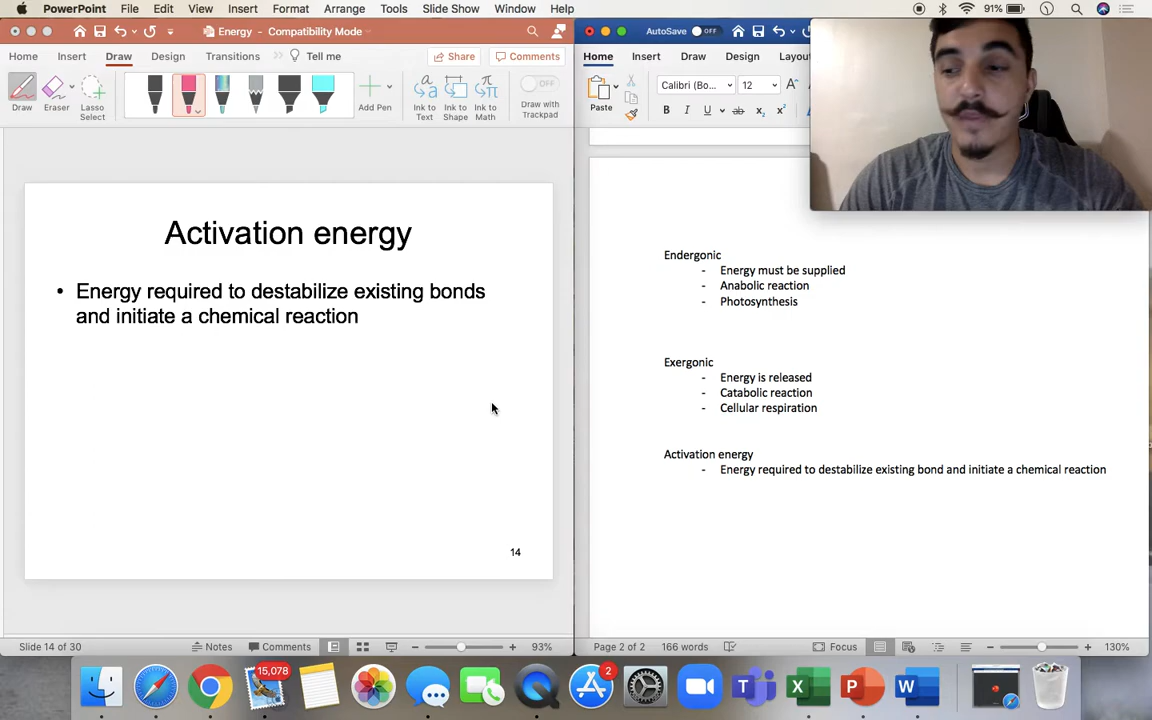 PowerPoint File Edit View Insert Format Arrange Tools Slide Show Window Help 91%
Energy - Compatibility Mode
AutoSave OFF
Home Insert Draw Design Transitions Tell me Share Comments
Home Insert Draw Design Layou
Draw Eraser Lasso Select Add Pen Ink to Text Ink to Shape Ink to Math Draw with Trackpad OFF
Paste Calibri (Bo... 12
Activation energy
• Energy required to destabilize existing bonds
and initiate a chemical reaction
14
Endergonic
- Energy must be supplied
- Anabolic reaction
- Photosynthesis
Exergonic
- Energy is released
- Catabolic reaction
- Cellular respiration
Activation energy
- Energy required to destabilize existing bond and initiate a chemical reaction
Slide 14 of 30 Notes Comments 93%
Page 2 of 2 166 words Focus 130%
15,078
2